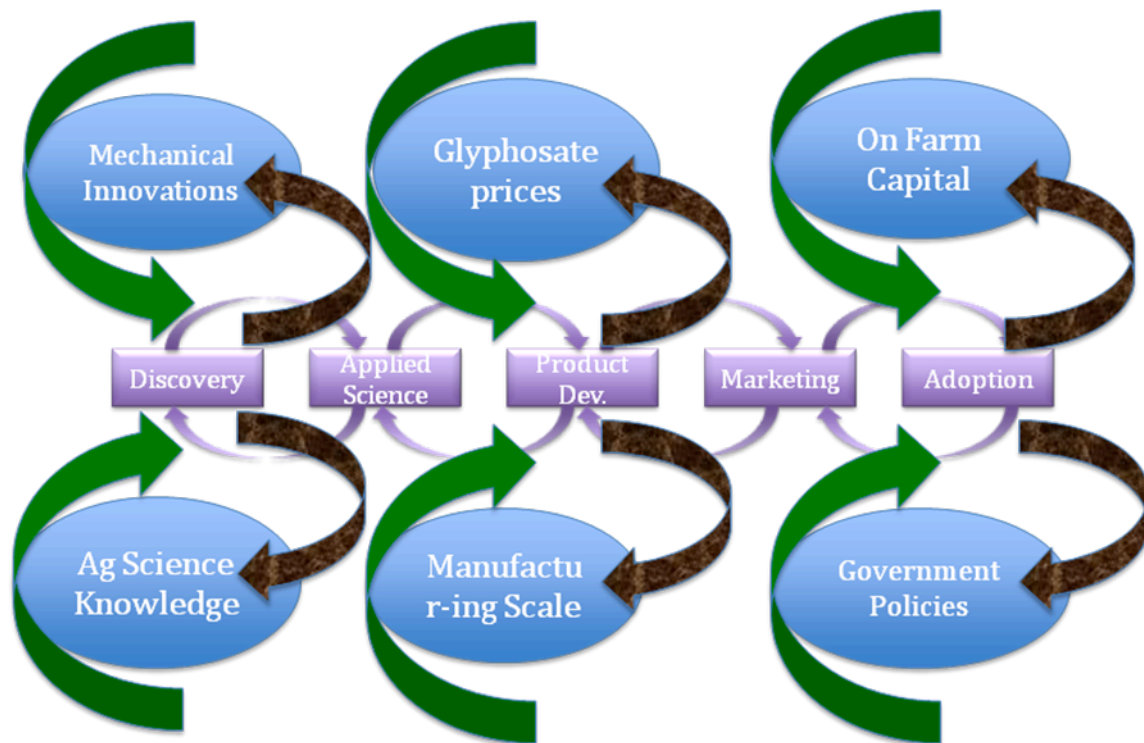 Mechanical
Innovations
Glyphosate
prices
On Farm
Capital
Discovery
Applied
Science
Product
Dev.
Marketing
Adoption
Ag Science
Knowledge
Manufactu
r-ing Scale
Government
Policies